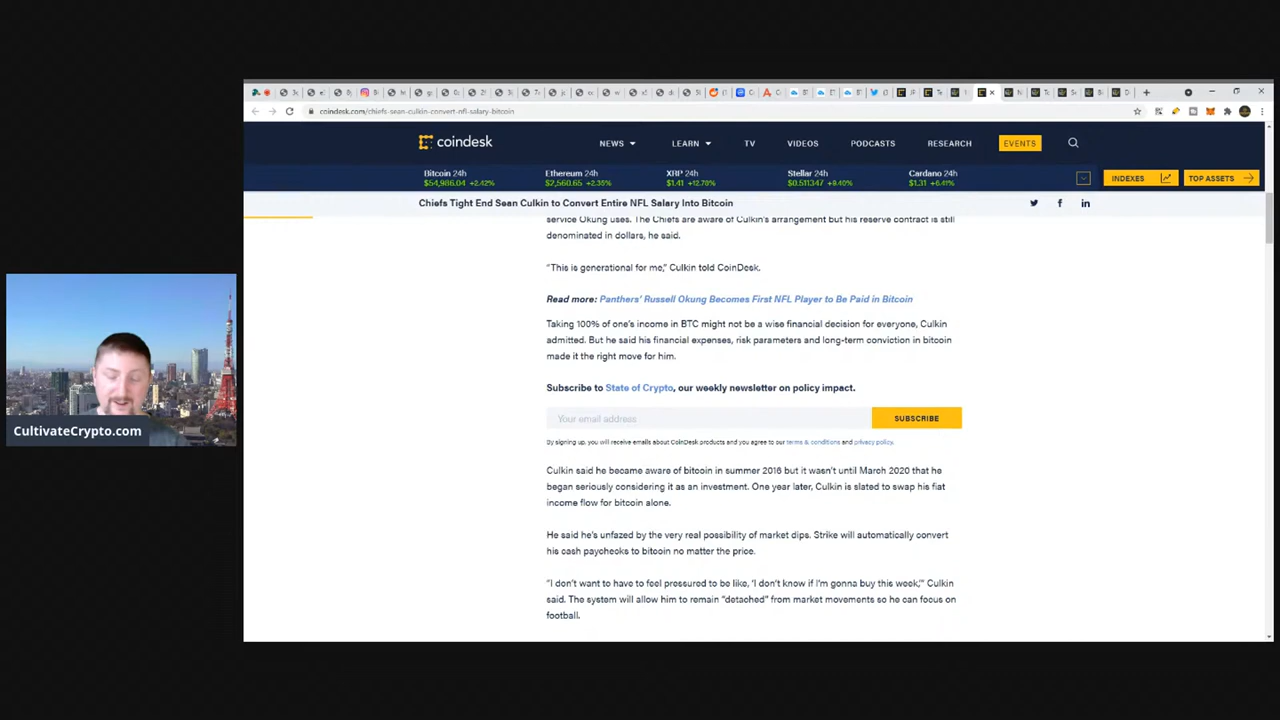 coindesk.com/chiefs-sean-culkin-convert-nfl-salary-bitcoin
coindesk
NEWS
LEARN
TV
VIDEOS
PODCASTS
RESEARCH
EVENTS
Bitcoin 24h
$54,986.04 +2.42%
Ethereum 24h
$2,560.65 +2.35%
XRP 24h
$1.41 +12.78%
Stellar 24h
$0.511347 +9.40%
Cardano 24h
$1.31 +6.41%
INDEXES
TOP ASSETS
Chiefs Tight End Sean Culkin to Convert Entire NFL Salary Into Bitcoin
service Okung uses. The Chiefs are aware of Culkin's arrangement but his reserve contract is still
denominated in dollars, he said.
"This is generational for me," Culkin told CoinDesk.
Read more: Panthers' Russell Okung Becomes First NFL Player to Be Paid in Bitcoin
Taking 100% of one's income in BTC might not be a wise financial decision for everyone, Culkin
admitted. But he said his financial expenses, risk parameters and long-term conviction in bitcoin
made it the right move for him.
Subscribe to State of Crypto, our weekly newsletter on policy impact.
Your email address
SUBSCRIBE
By signing up, you will receive emails about CoinDesk products and you agree to our terms & conditions and privacy policy.
Culkin said he became aware of bitcoin in summer 2016 but it wasn't until March 2020 that he
began seriously considering it as an investment. One year later, Culkin is slated to swap his fiat
income flow for bitcoin alone.
He said he's unfazed by the very real possibility of market dips. Strike will automatically convert
his cash paychecks to bitcoin no matter the price.
"I don't want to have to feel pressured to be like, 'I don't know if I'm gonna buy this week,'" Culkin
said. The system will allow him to remain "detached" from market movements so he can focus on
football.
CultivateCrypto.com